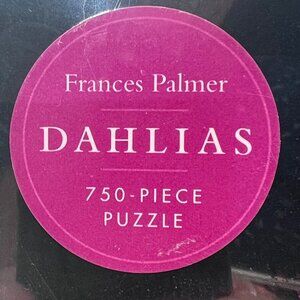 Frances Palmer
DAHLIAS
750-PIECE
PUZZLE